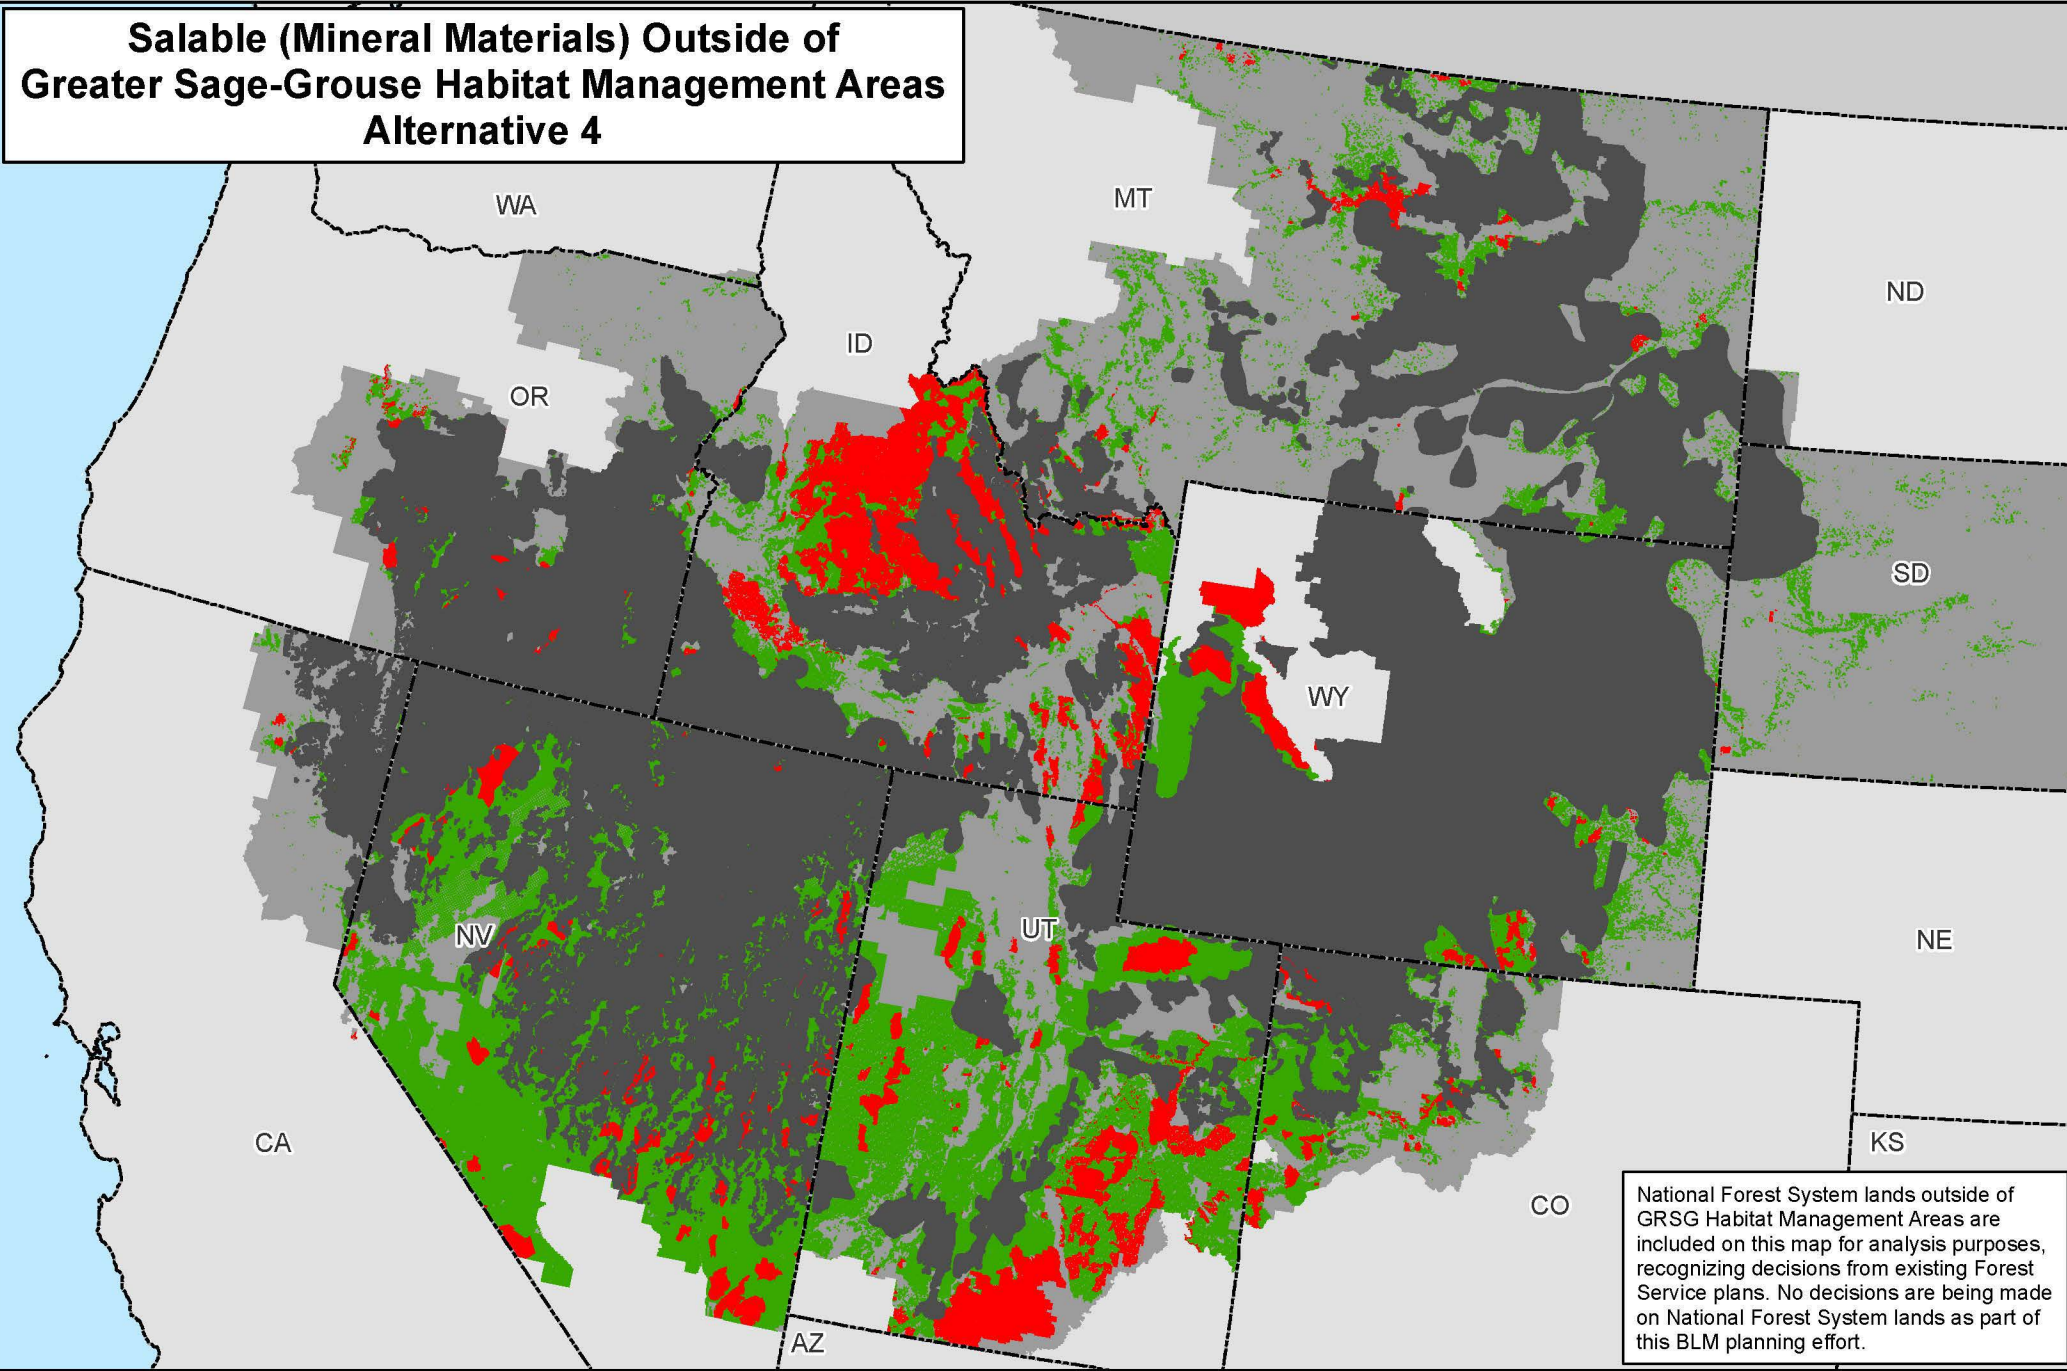 Salable (Mineral Materials) Outside of
Greater Sage-Grouse Habitat Management Areas
Alternative 4
WA
MT
ND
ID
OR
SD
WY
NV
UT
NE
CA
KS
CO
AZ
National Forest System lands outside of
GRSG Habitat Management Areas are
included on this map for analysis purposes,
recognizing decisions from existing Forest
Service plans. No decisions are being made
on National Forest System lands as part of
this BLM planning effort.